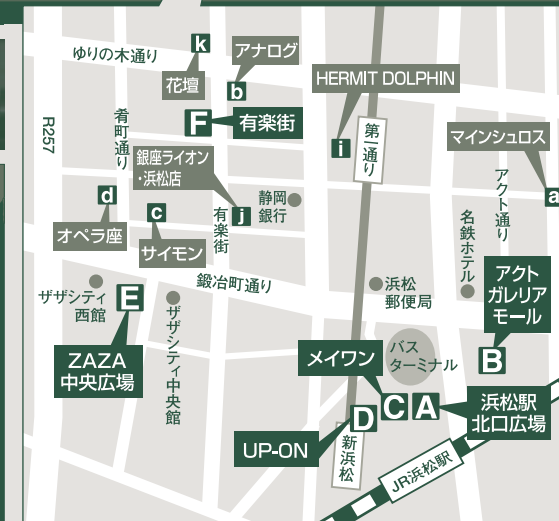 k
アナログ
ゆりの木通り
花壇
b
HERMIT DOLPHIN
R257
肴町通り
F
有楽街
第一通り
i
マインシュロス
銀座ライオン
・浜松店
a
d
c
j
静岡
銀行
有楽街
アクト通り
名鉄ホテル
オペラ座
サイモン
鍛冶町通り
ザザシティ
西館
E
ザザシティ中央館
浜松
郵便局
アクト
ガレリア
モール
ZAZA
中央広場
メイワン
バス
ターミナル
B
D
C
A
浜松駅
北口広場
UP-ON
新浜松
JR浜松駅